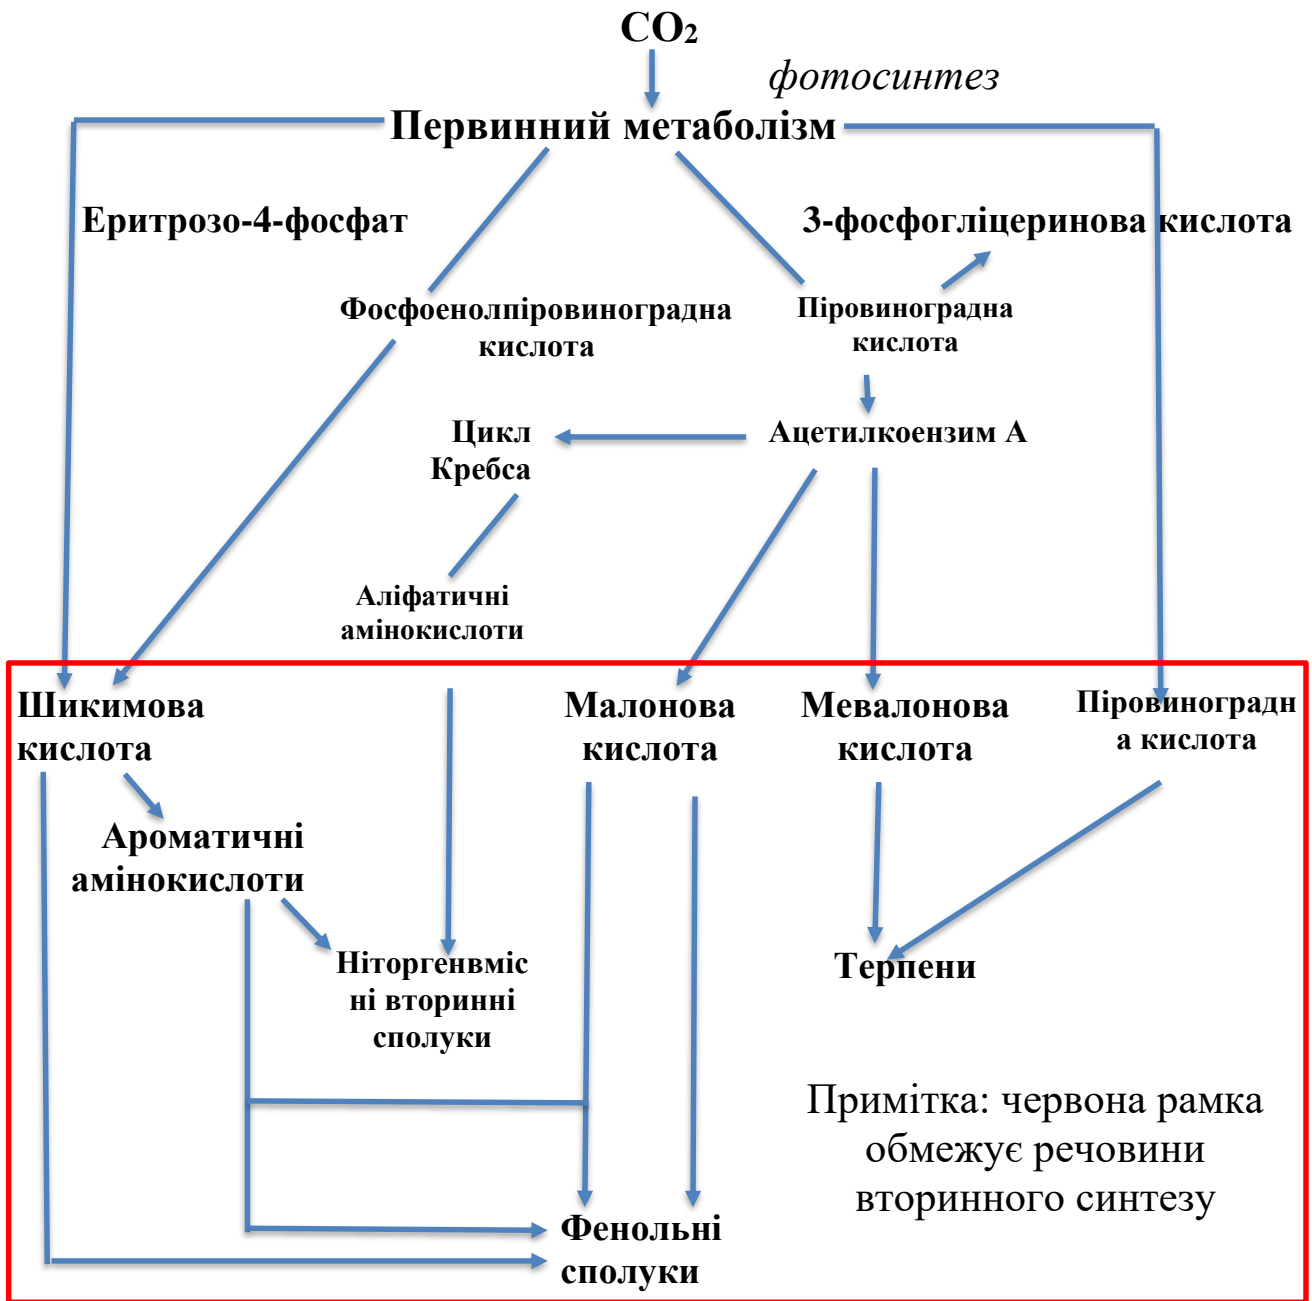 CO₂
фотосинтез
Первинний метаболізм
Еритрозо-4-фосфат
3-фосфогліцеринова кислота
Фосфоенолпіровиноградна
кислота
Піровиноградна
кислота
Цикл
Кребса
Ацетилкоензим А
Аліфатичні
амінокислоти
Шикимова
кислота
Малонова
кислота
Мевалонова
кислота
Піровиноградн
а кислота
Ароматичні
амінокислоти
Ніторгенвміс
ні вторинні
сполуки
Терпени
Примітка: червона рамка
обмежує речовини
вторинного синтезу
Фенольні
сполуки